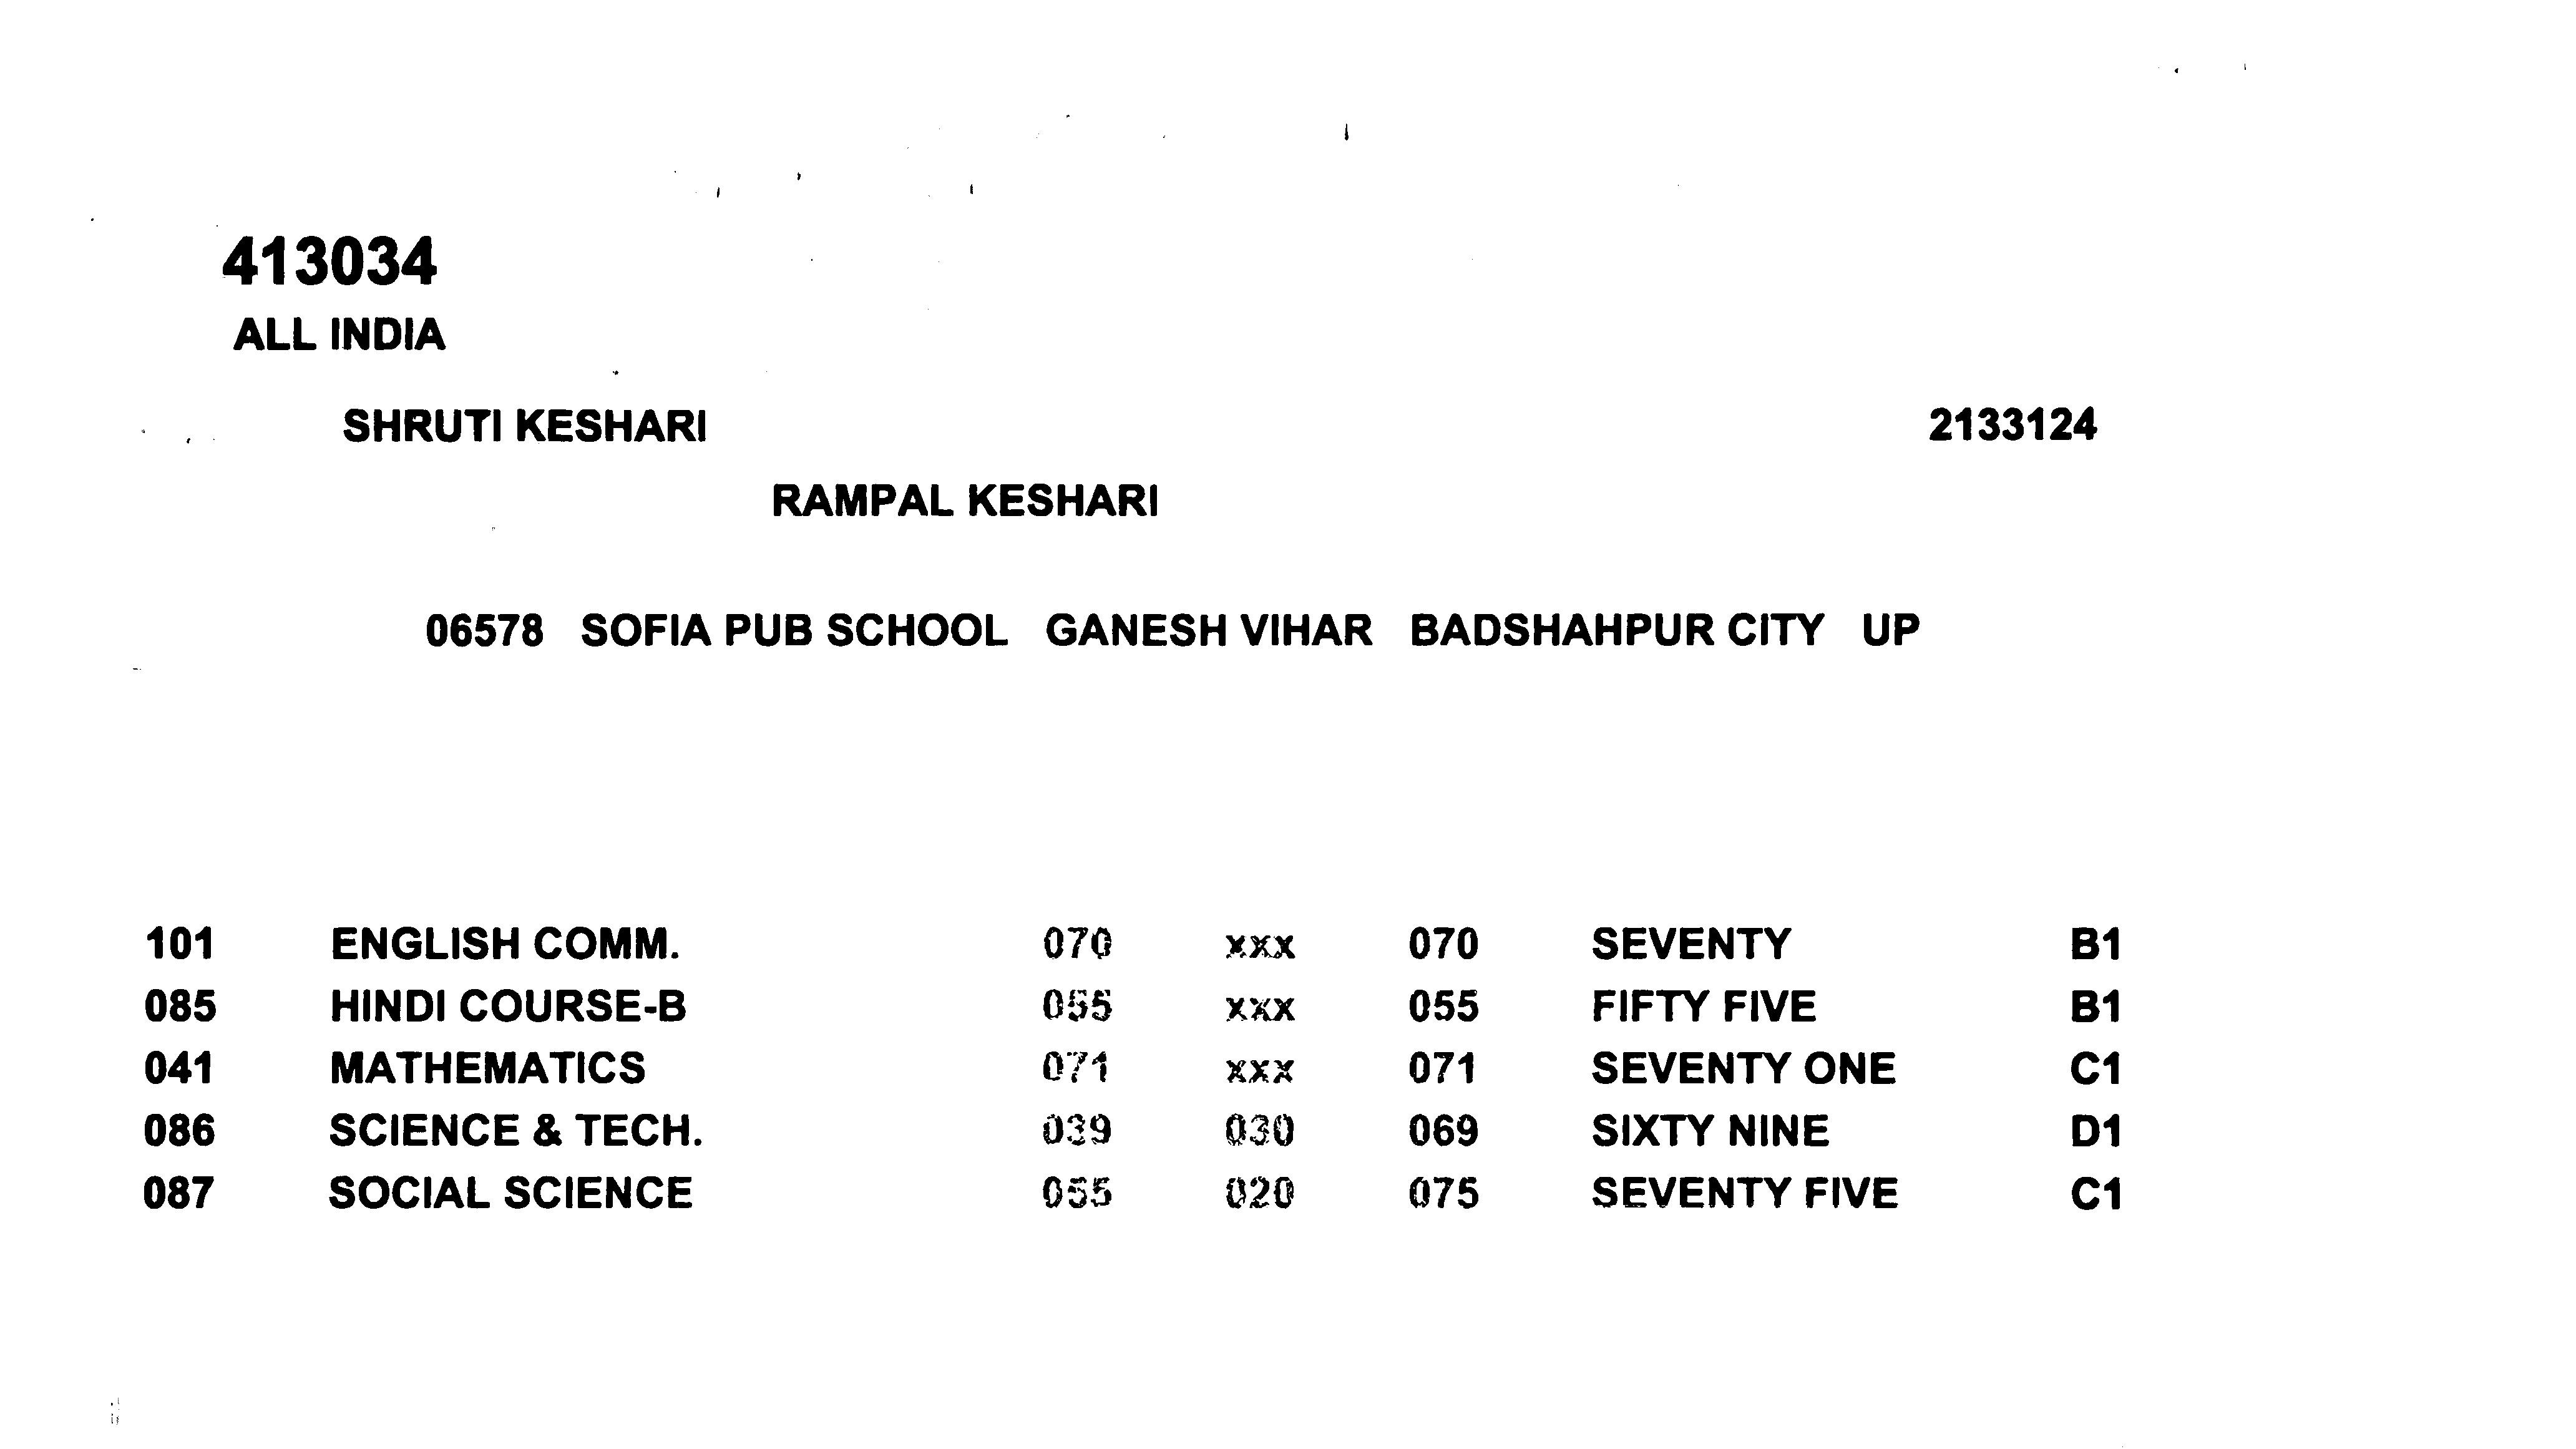 413034
ALL INDIA
SHRUTI KESHARI 2133124
RAMPAL KESHARI
06578 SOFIA PUB SCHOOL GANESH VIHAR BADSHAHPUR CITY UP
101 ENGLISH COMM. 070 xxx 070 SEVENTY B1
085 HINDI COURSE-B 055 xxx 055 FIFTY FIVE B1
041 MATHEMATICS 071 xxx 071 SEVENTY ONE C1
086 SCIENCE & TECH. 039 030 069 SIXTY NINE D1
087 SOCIAL SCIENCE 055 020 075 SEVENTY FIVE C1